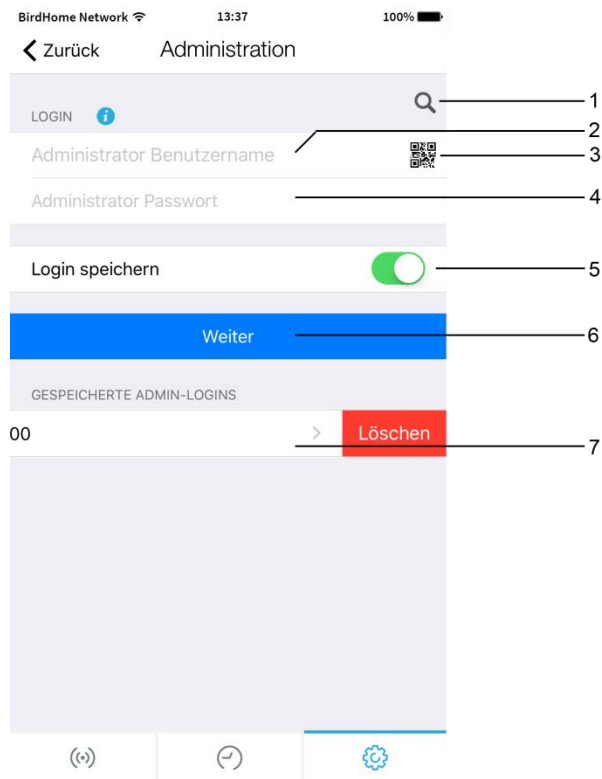 BirdHome Network 13:37 100%
Zurück Administration
1
LOGIN i
2
Administrator Benutzername
3
Administrator Passwort
4
Login speichern
5
Weiter
6
GESPEICHERTE ADMIN-LOGINS
00 Löschen
7